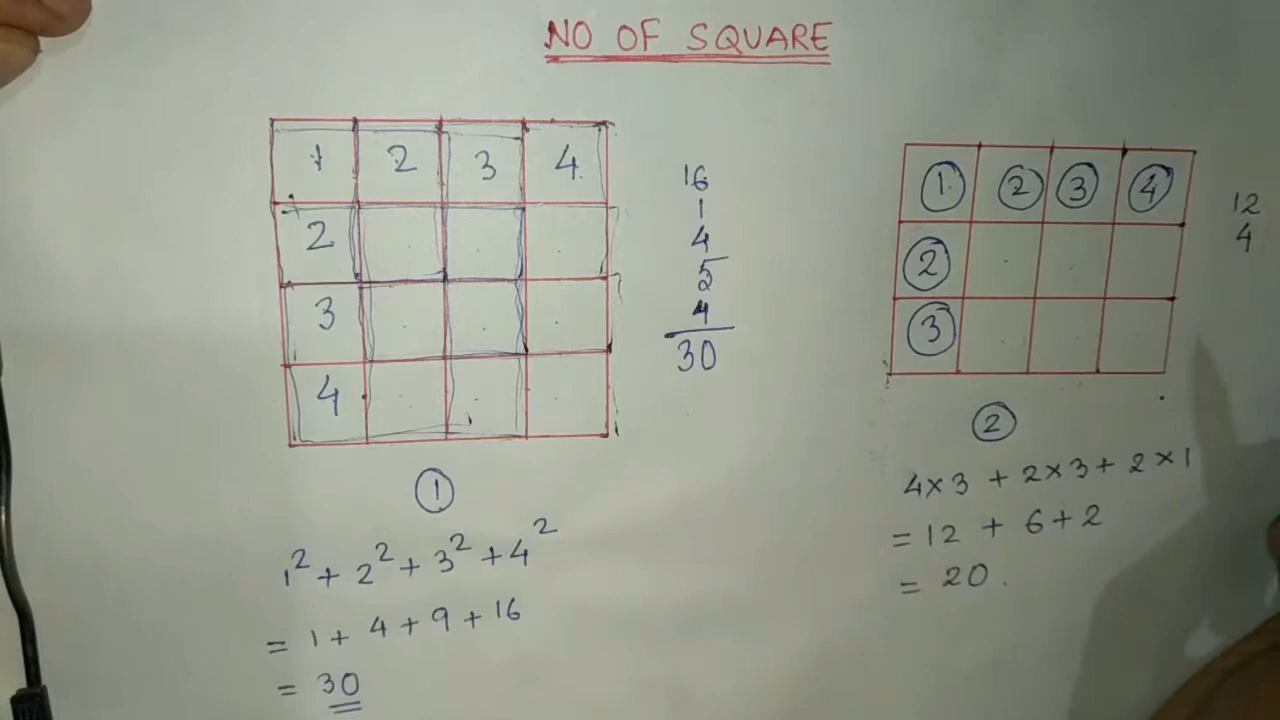 NO OF SQUARE
1 2 3 4
2
3
4
16
1
4
5
4
30
1
1² + 2² + 3² + 4²
= 1 + 4 + 9 + 16
= 30
1 2 3 4
2
3
12
4
2
4×3 + 2×3 + 2×1
= 12 + 6 + 2
= 20.